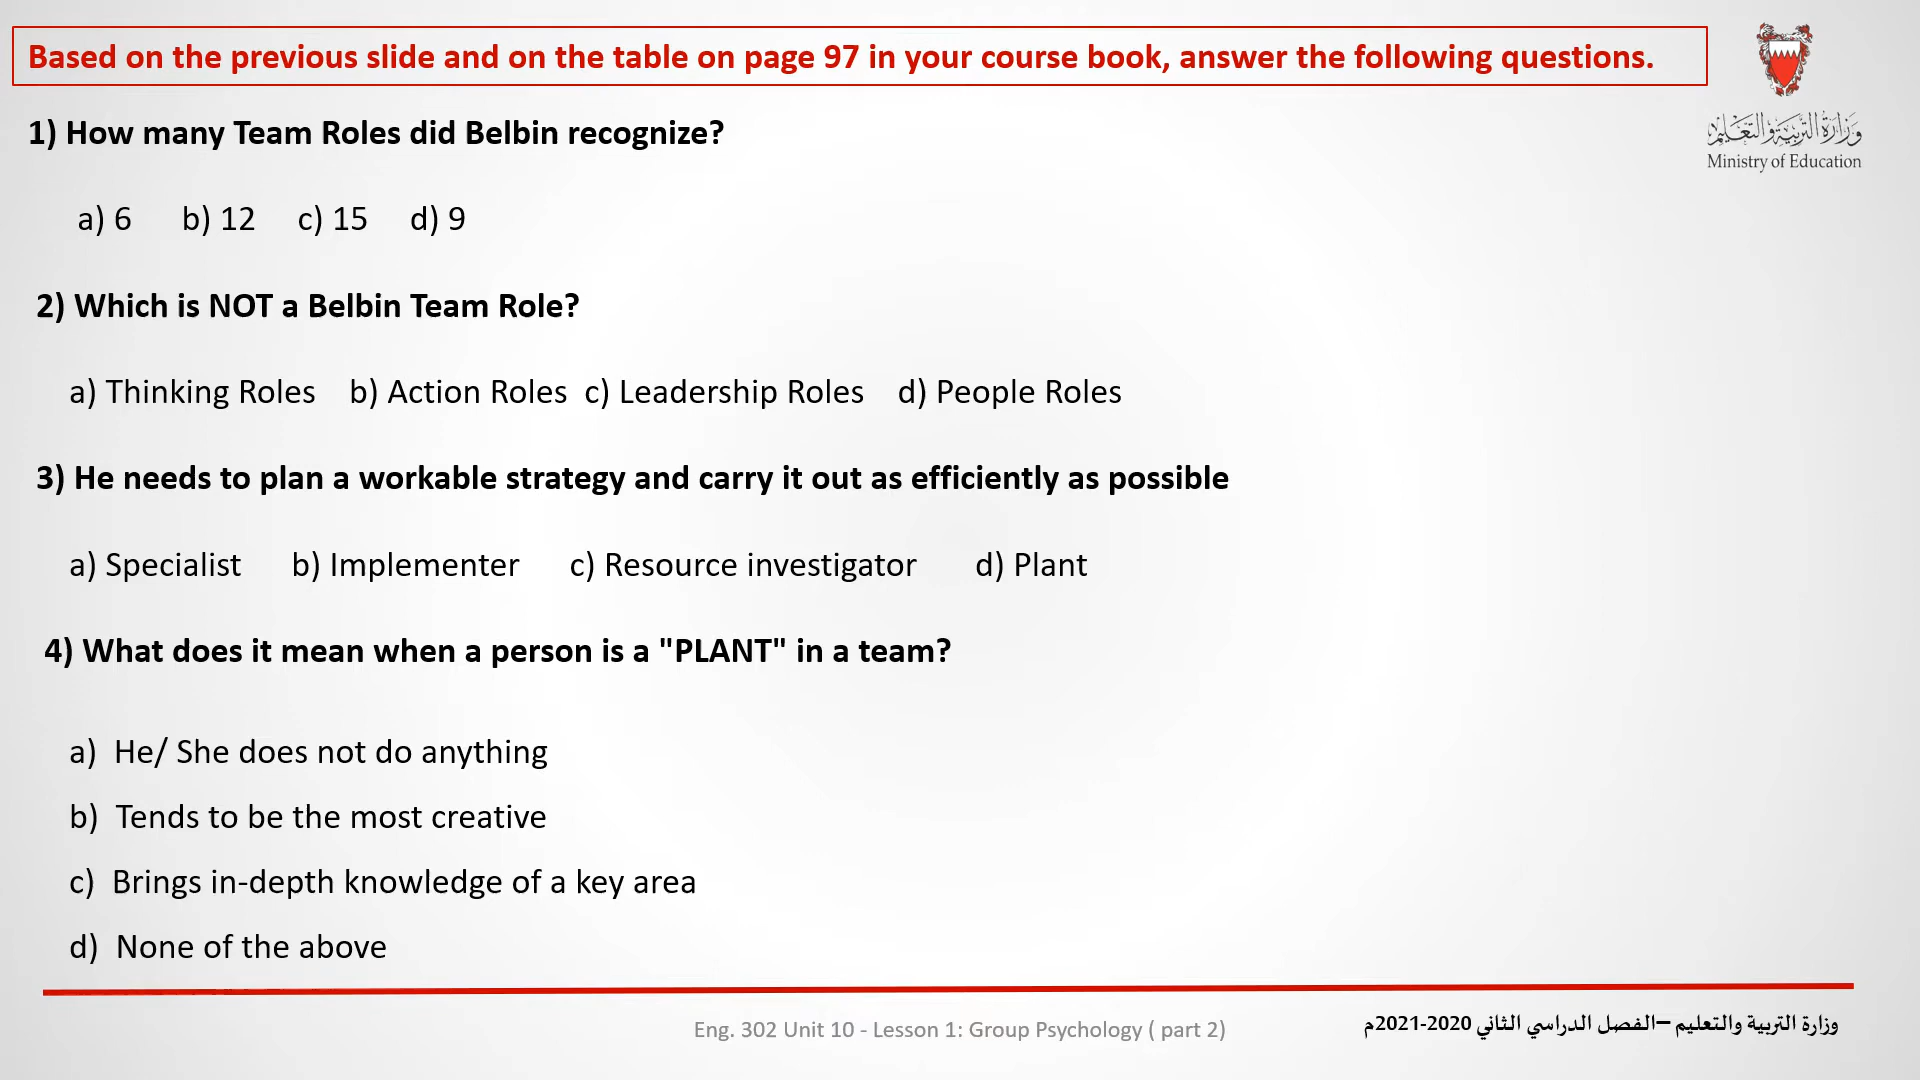 Based on the previous slide and on the table on page 97 in your course book, answer the following questions.
وزارة التربية والتعليم
Ministry of Education
1) How many Team Roles did Belbin recognize?
a) 6 b) 12 c) 15 d) 9
2) Which is NOT a Belbin Team Role?
a) Thinking Roles b) Action Roles c) Leadership Roles d) People Roles
3) He needs to plan a workable strategy and carry it out as efficiently as possible
a) Specialist b) Implementer c) Resource investigator d) Plant
4) What does it mean when a person is a "PLANT" in a team?
a) He/ She does not do anything
b) Tends to be the most creative
c) Brings in-depth knowledge of a key area
d) None of the above
Eng. 302 Unit 10 - Lesson 1: Group Psychology ( part 2)
وزارة التربية والتعليم –الفصل الدراسي الثاني 2020-2021م